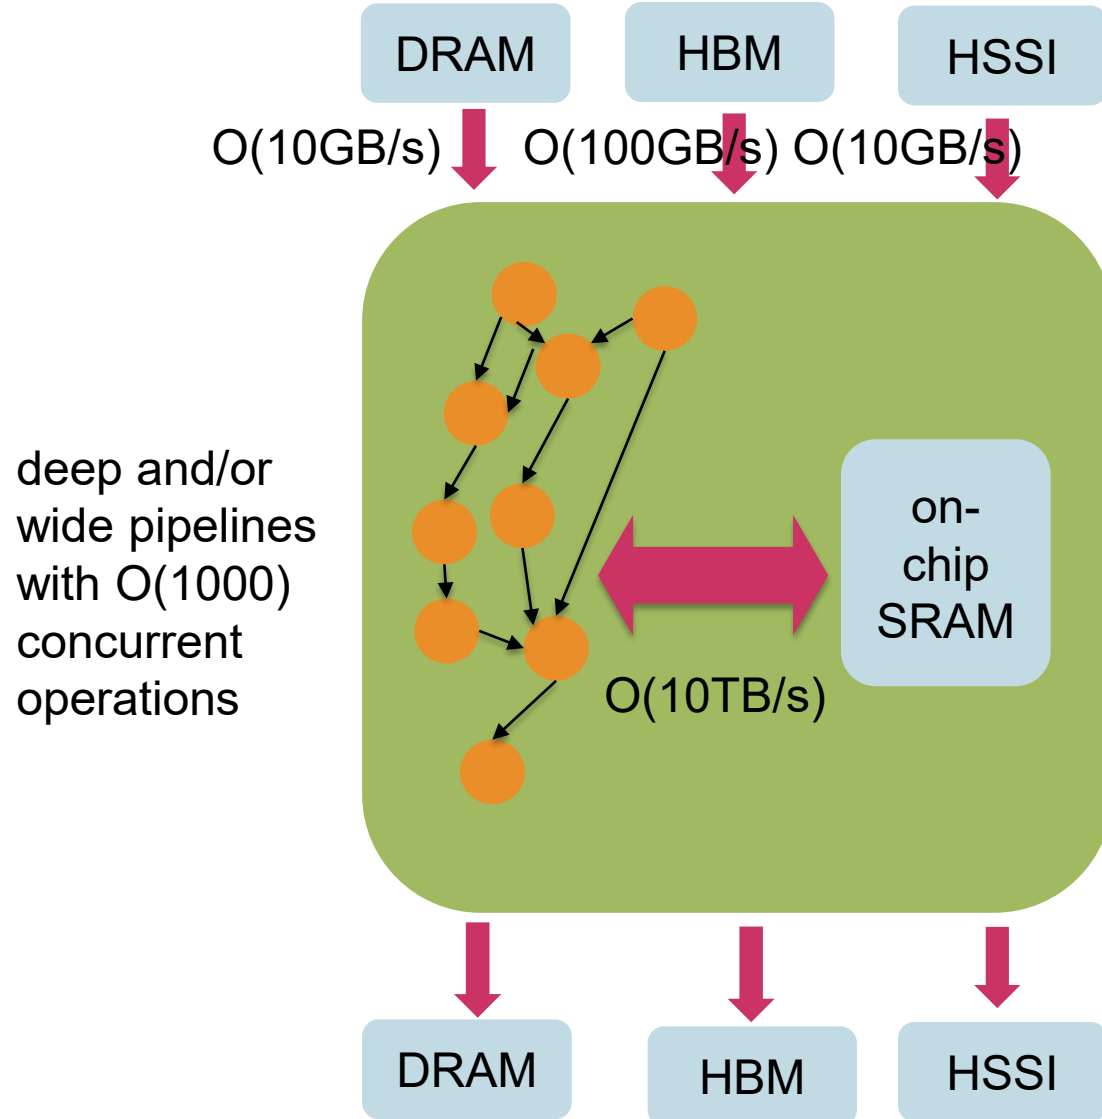 DRAM
HBM
HSSI
O(10GB/s)
O(100GB/s)
O(10GB/s)
deep and/or
wide pipelines
with O(1000)
concurrent
operations
on-
chip
SRAM
O(10TB/s)
DRAM
HBM
HSSI